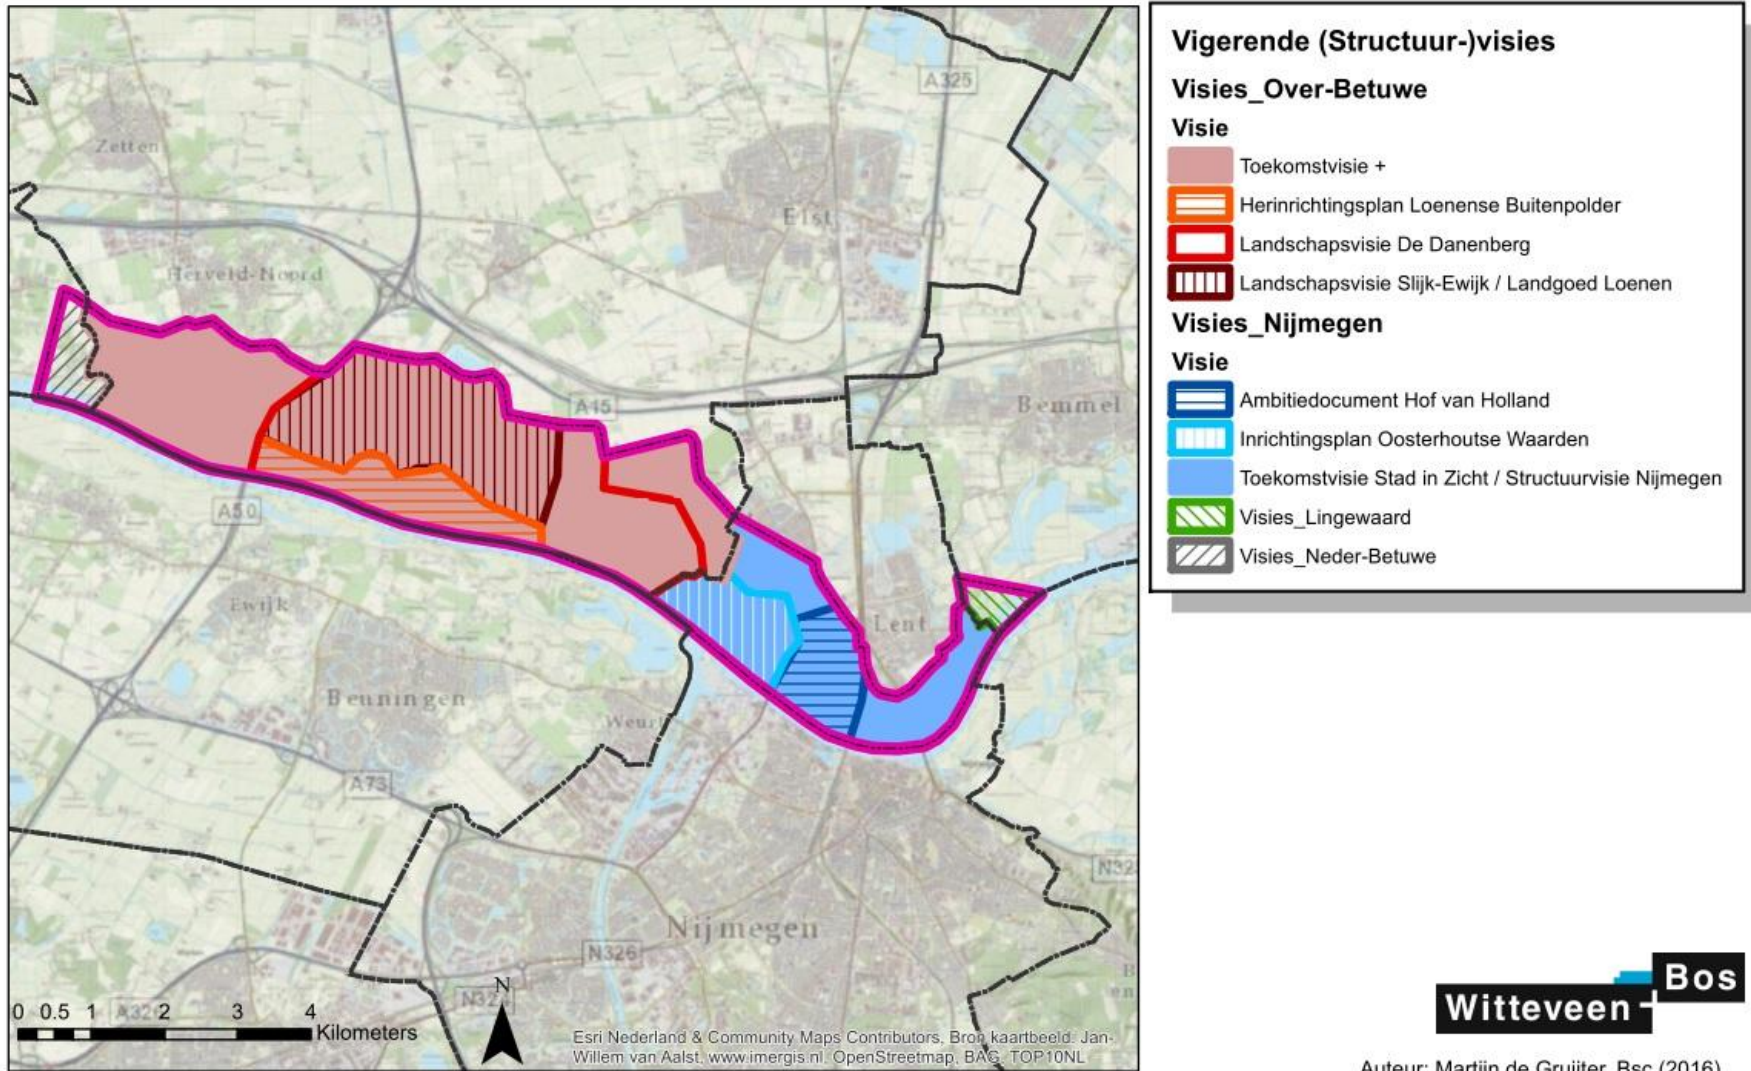 A325
Zetten
Elst
Herveld-Noord
A15
Bemmel
A50
Ewijk
Lent
Beuningen
Weurt
A73
Nijmegen
N326
0 0.5 1 2 3 4
Kilometers
N
Esri Nederland & Community Maps Contributors, Bron kaartbeeld: Jan-
Willem van Aalst, www.imergis.nl, OpenStreetmap, BAG, TOP10NL
Vigerende (Structuur-)visies
Visies_Over-Betuwe
Visie
Toekomstvisie +
Herinrichtingsplan Loenense Buitenpolder
Landschapsvisie De Danenberg
Landschapsvisie Slijk-Ewijk / Landgoed Loenen
Visies_Nijmegen
Visie
Ambitiedocument Hof van Holland
Inrichtingsplan Oosterhoutse Waarden
Toekomstvisie Stad in Zicht / Structuurvisie Nijmegen
Visies_Lingewaard
Visies_Neder-Betuwe
Witteveen+Bos
Auteur: Martijn de Gruijter, Bsc (2016)